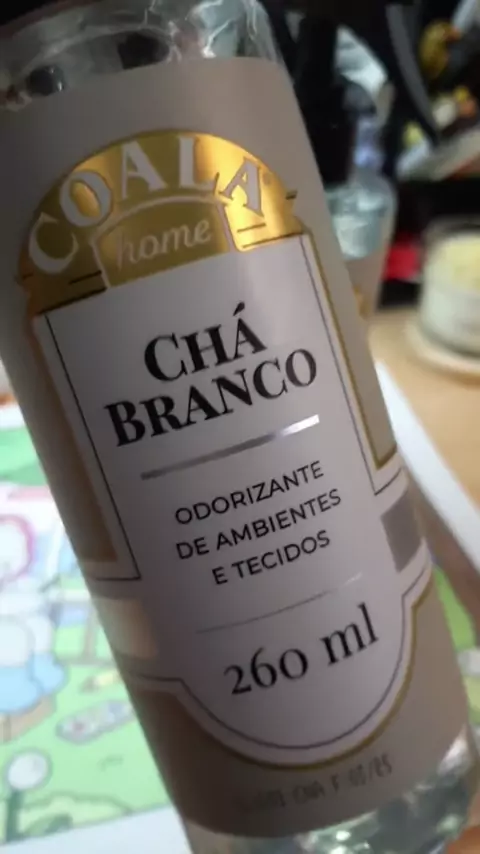 COALA
home
CHÁ
BRANCO
ODORIZANTE
DE AMBIENTES
E TECIDOS
260 ml